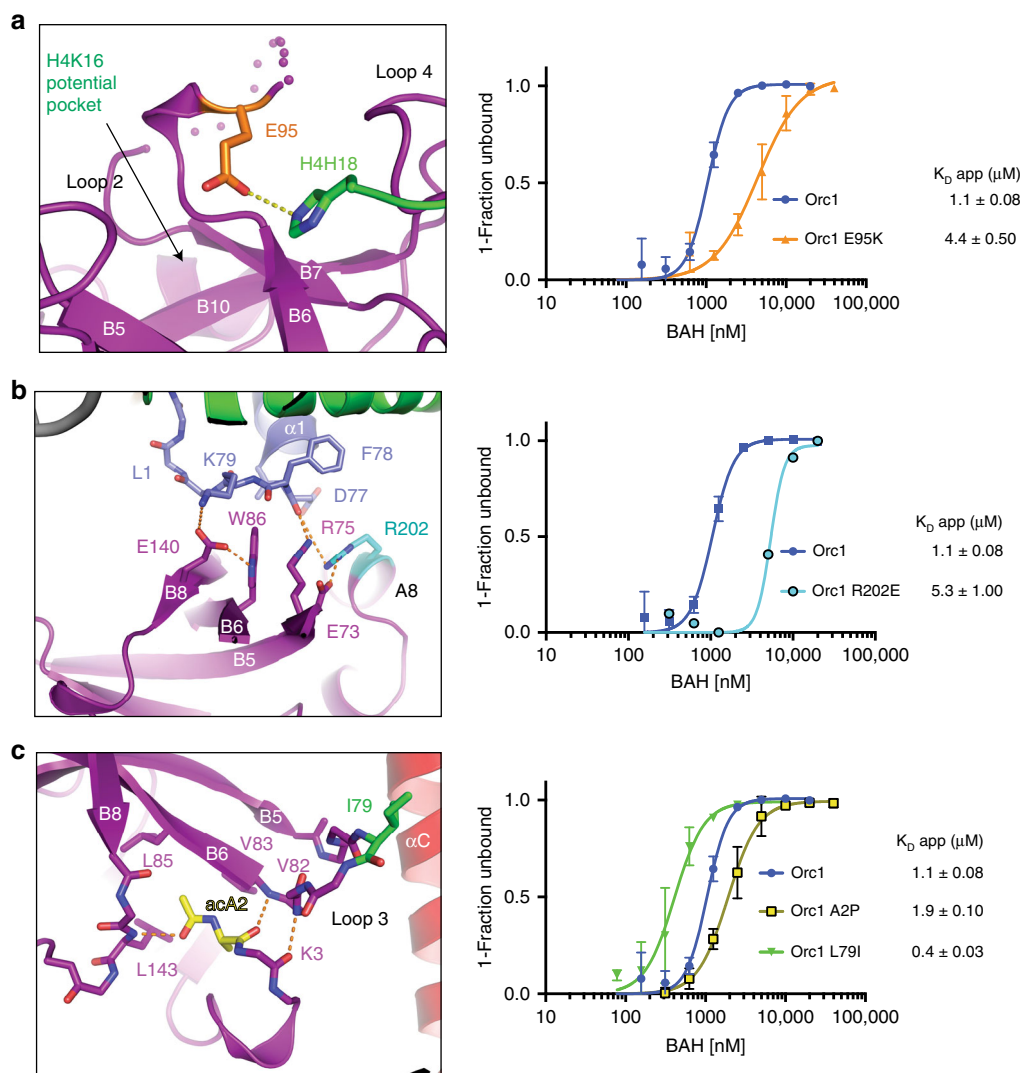 a
H4K16
potential
pocket
Loop 4
E95
H4H18
Loop 2
B7
B10
B5
B6
1-Fraction unbound
1.0
0.5
0.0
10
100
1000
10,000
100,000
BAH [nM]
K_D app (μM)
Orc1 1.1 ± 0.08
Orc1 E95K 4.4 ± 0.50
b
α1
F78
K79
L1
D77
W86
R75
R202
E140
B8
A8
B6
E73
B5
1-Fraction unbound
1.0
0.5
0.0
10
100
1000
10,000
100,000
BAH [nM]
K_D app (μM)
Orc1 1.1 ± 0.08
Orc1 R202E 5.3 ± 1.00
c
I79
B5
B8
V83
αC
L85
B6
V82
acA2
Loop 3
L143
K3
1-Fraction unbound
1.0
0.5
0.0
10
100
1000
10,000
100,000
BAH [nM]
K_D app (μM)
Orc1 1.1 ± 0.08
Orc1 A2P 1.9 ± 0.10
Orc1 L79I 0.4 ± 0.03